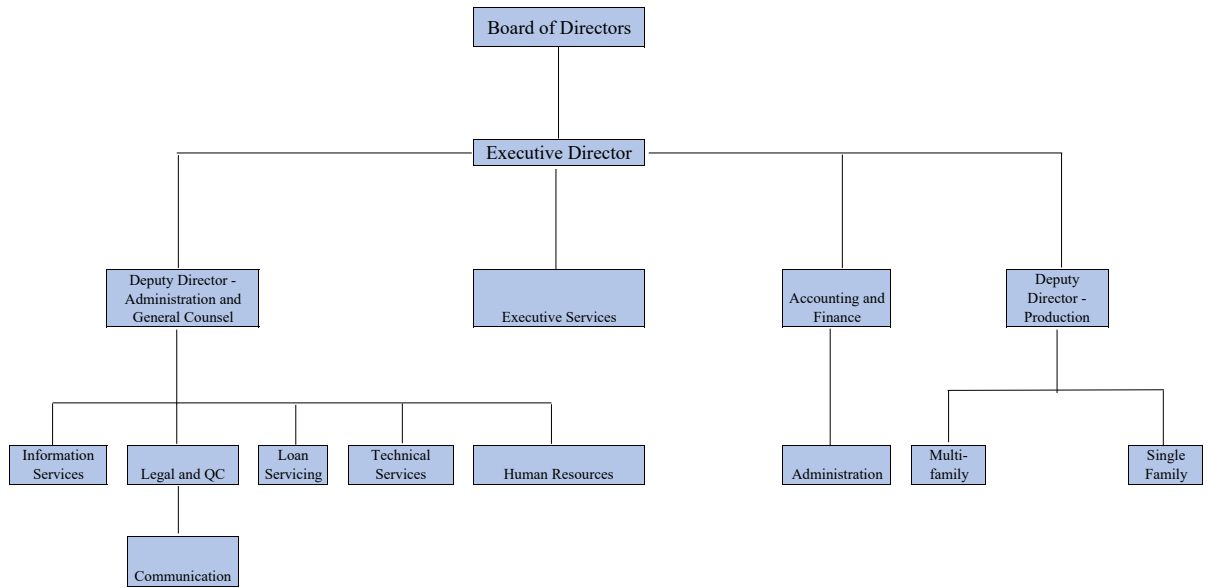 Board of Directors
Executive Director
Deputy Director -
Administration and
General Counsel
Executive Services
Accounting and
Finance
Deputy
Director -
Production
Information
Services
Legal and QC
Loan
Servicing
Technical
Services
Human Resources
Administration
Multi-
family
Single
Family
Communication